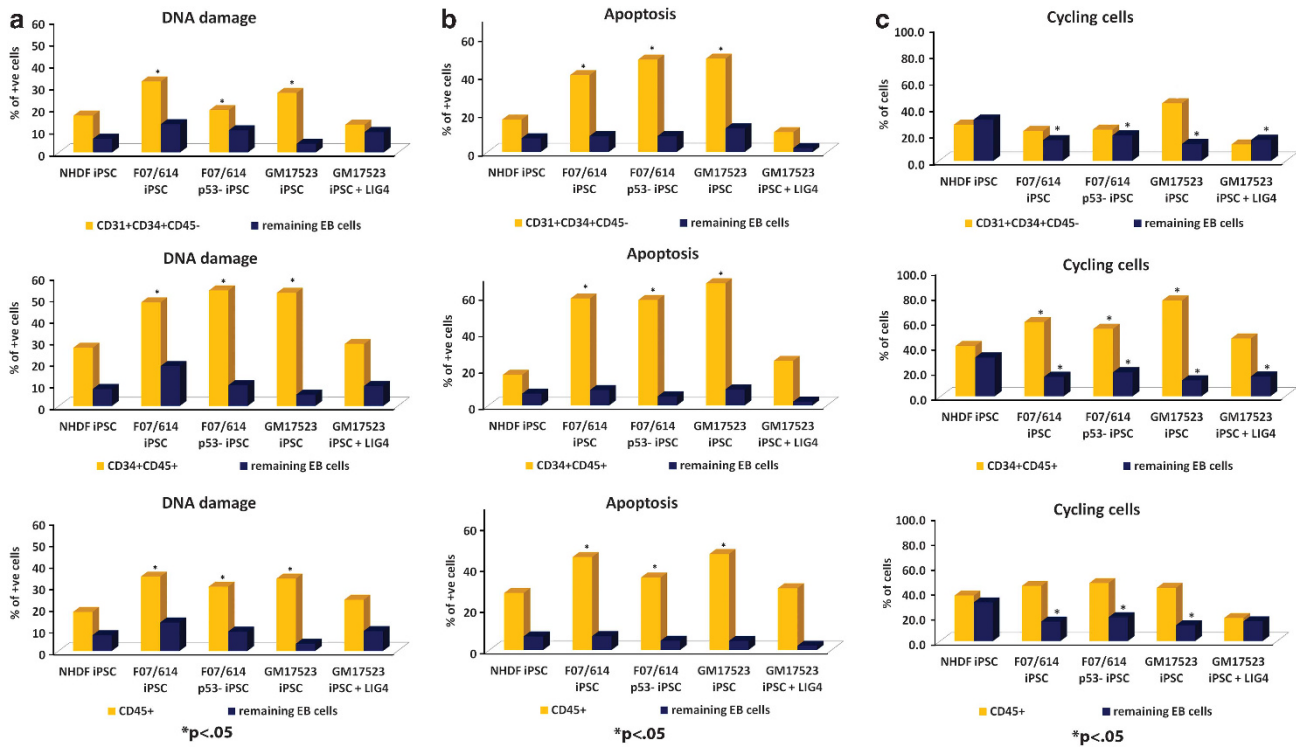 a
DNA damage
% of +ve cells
60
50
40
30
20
10
0
*
*
*
NHDF iPSC
F07/614
iPSC
F07/614
p53- iPSC
GM17523
iPSC
GM17523
iPSC + LIG4
CD31+CD34+CD45-
remaining EB cells
DNA damage
% of +ve cells
60
50
40
30
20
10
0
*
*
*
NHDF iPSC
F07/614
iPSC
F07/614
p53- iPSC
GM17523
iPSC
GM17523
iPSC + LIG4
CD34+CD45+
remaining EB cells
DNA damage
% of +ve cells
60
50
40
30
20
10
0
*
*
*
NHDF iPSC
F07/614
iPSC
F07/614
p53- iPSC
GM17523
iPSC
GM17523
iPSC + LIG4
CD45+
remaining EB cells
*p<.05
b
Apoptosis
% of +ve cells
60
40
20
0
*
*
*
NHDF iPSC
F07/614
iPSC
F07/614
p53- iPSC
GM17523
iPSC
GM17523
iPSC + LIG4
CD31+CD34+CD45-
remaining EB cells
Apoptosis
% of +ve cells
60
40
20
0
*
*
*
NHDF iPSC
F07/614
iPSC
F07/614
p53- iPSC
GM17523
iPSC
GM17523
iPSC + LIG4
CD34+CD45+
remaining EB cells
Apoptosis
% of +ve cells
60
40
20
0
*
*
*
NHDF iPSC
F07/614
iPSC
F07/614
p53- iPSC
GM17523
iPSC
GM17523
iPSC + LIG4
CD45+
remaining EB cells
*p<.05
c
Cycling cells
% of cells
100.0
80.0
60.0
40.0
20.0
0.0
*
*
*
*
NHDF iPSC
F07/614
iPSC
F07/614
p53- iPSC
GM17523
iPSC
GM17523
iPSC + LIG4
CD31+CD34+CD45-
remaining EB cells
Cycling cells
% of cells
100.0
80.0
60.0
40.0
20.0
0.0
*
*
*
*
*
*
*
NHDF iPSC
F07/614
iPSC
F07/614
p53- iPSC
GM17523
iPSC
GM17523
iPSC + LIG4
CD34+CD45+
remaining EB cells
Cycling cells
% of cells
100.0
80.0
60.0
40.0
20.0
0.0
*
*
*
NHDF iPSC
F07/614
iPSC
F07/614
p53- iPSC
GM17523
iPSC
GM17523
iPSC + LIG4
CD45+
remaining EB cells
*p<.05